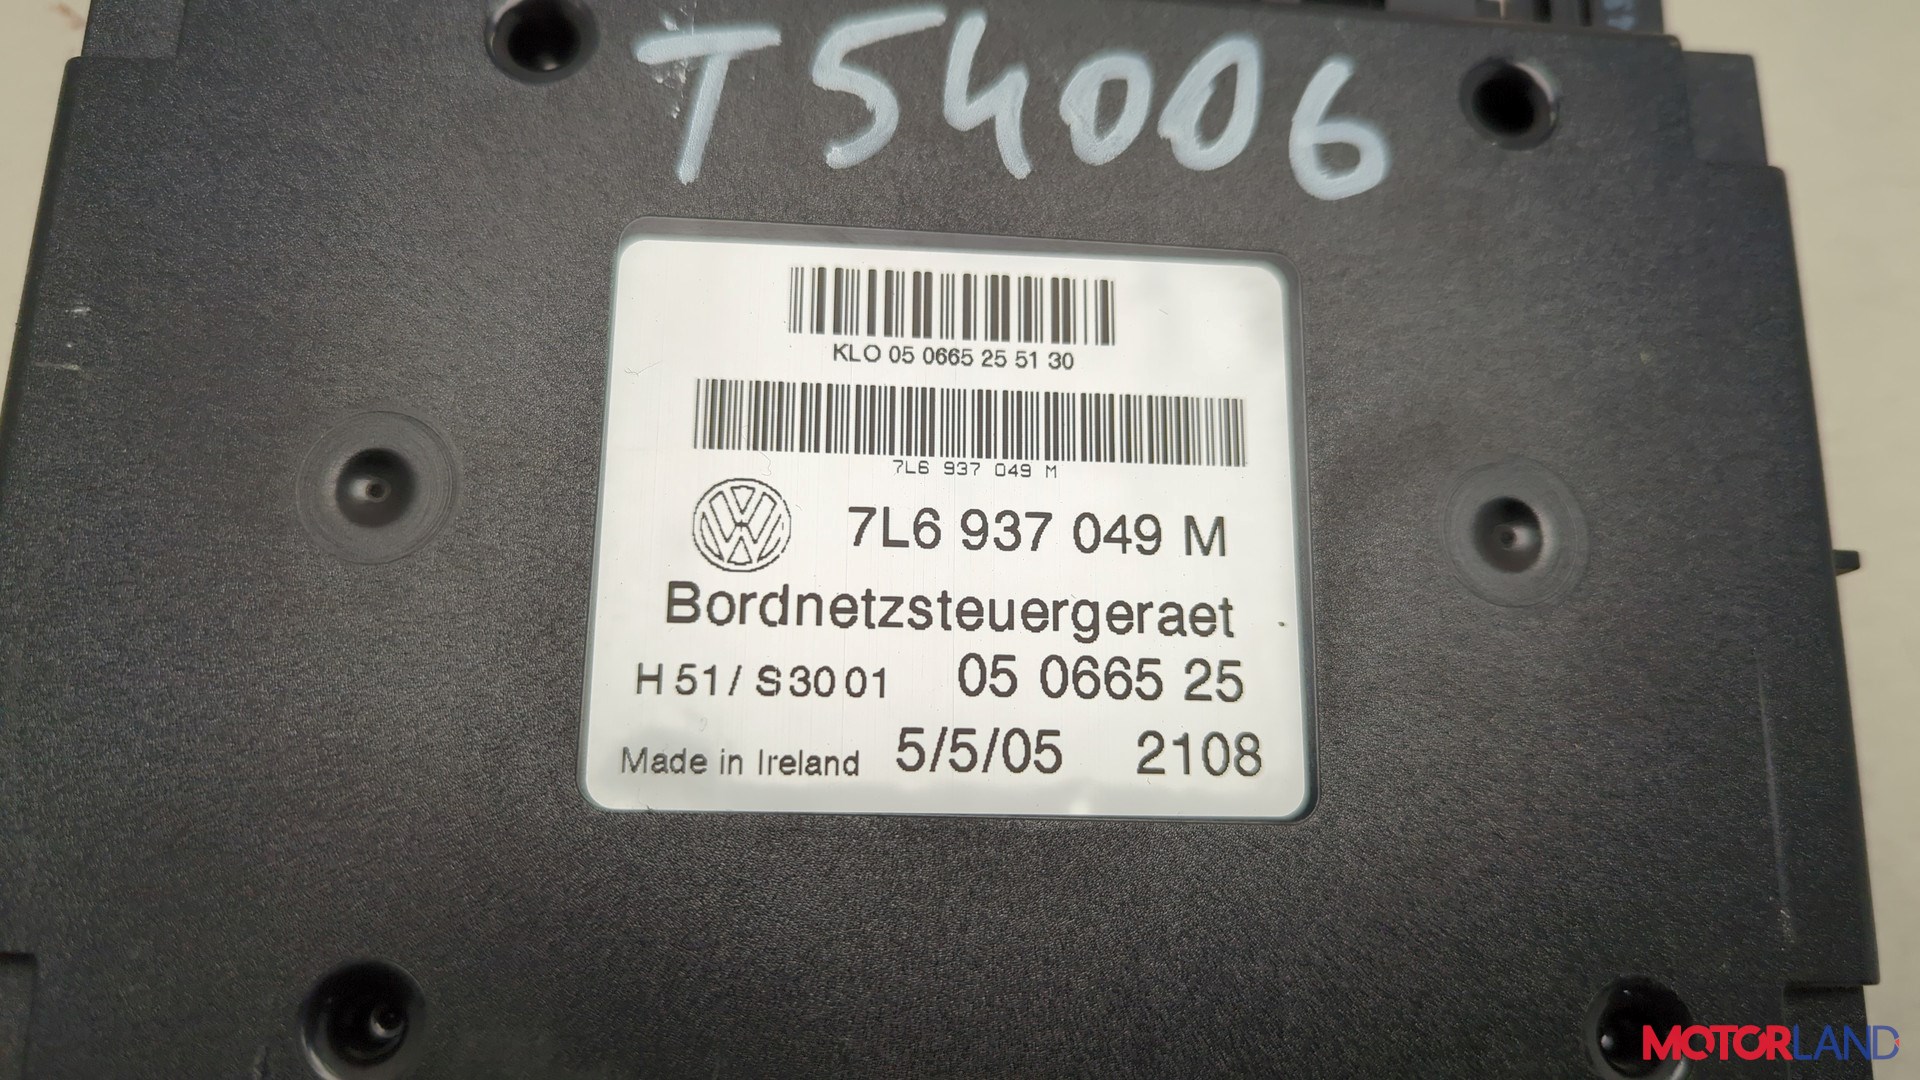 T54006
KLO 05 0665 25 51 30
7L6 937 049 M
7L6 937 049 M
Bordnetzsteuergeraet
H 51 / S 30 01 05 0665 25
Made in Ireland 5/5/05 2108
MOTORLAND